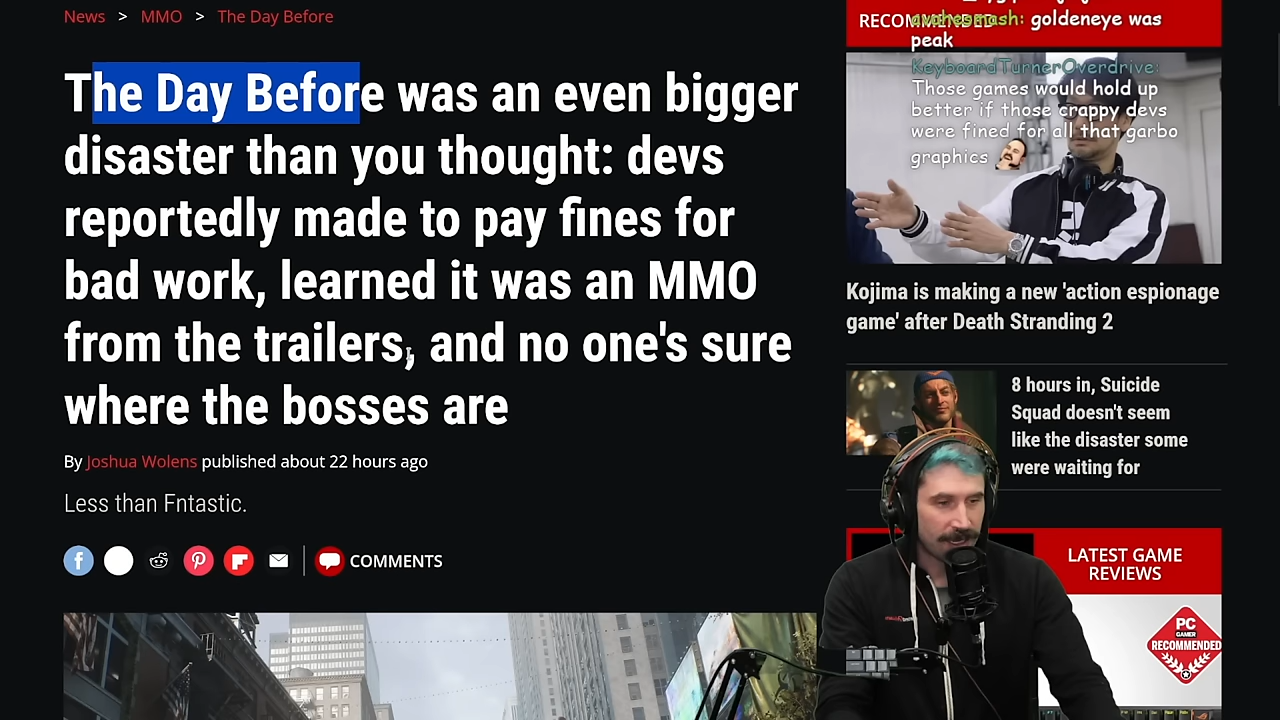 News > MMO > The Day Before
The Day Before was an even bigger
disaster than you thought: devs
reportedly made to pay fines for
bad work, learned it was an MMO
from the trailers, and no one's sure
where the bosses are
By Joshua Wolens published about 22 hours ago
Less than Fntastic.
COMMENTS
RECOMMENDED
goldeneye was
peak
KeyboardTurnerOverdrive:
Those games would hold up
better if those crappy devs
were fined for all that garbo
graphics
Kojima is making a new 'action espionage
game' after Death Stranding 2
8 hours in, Suicide
Squad doesn't seem
like the disaster some
were waiting for
LATEST GAME
REVIEWS
PC
GAMER
RECOMMENDED